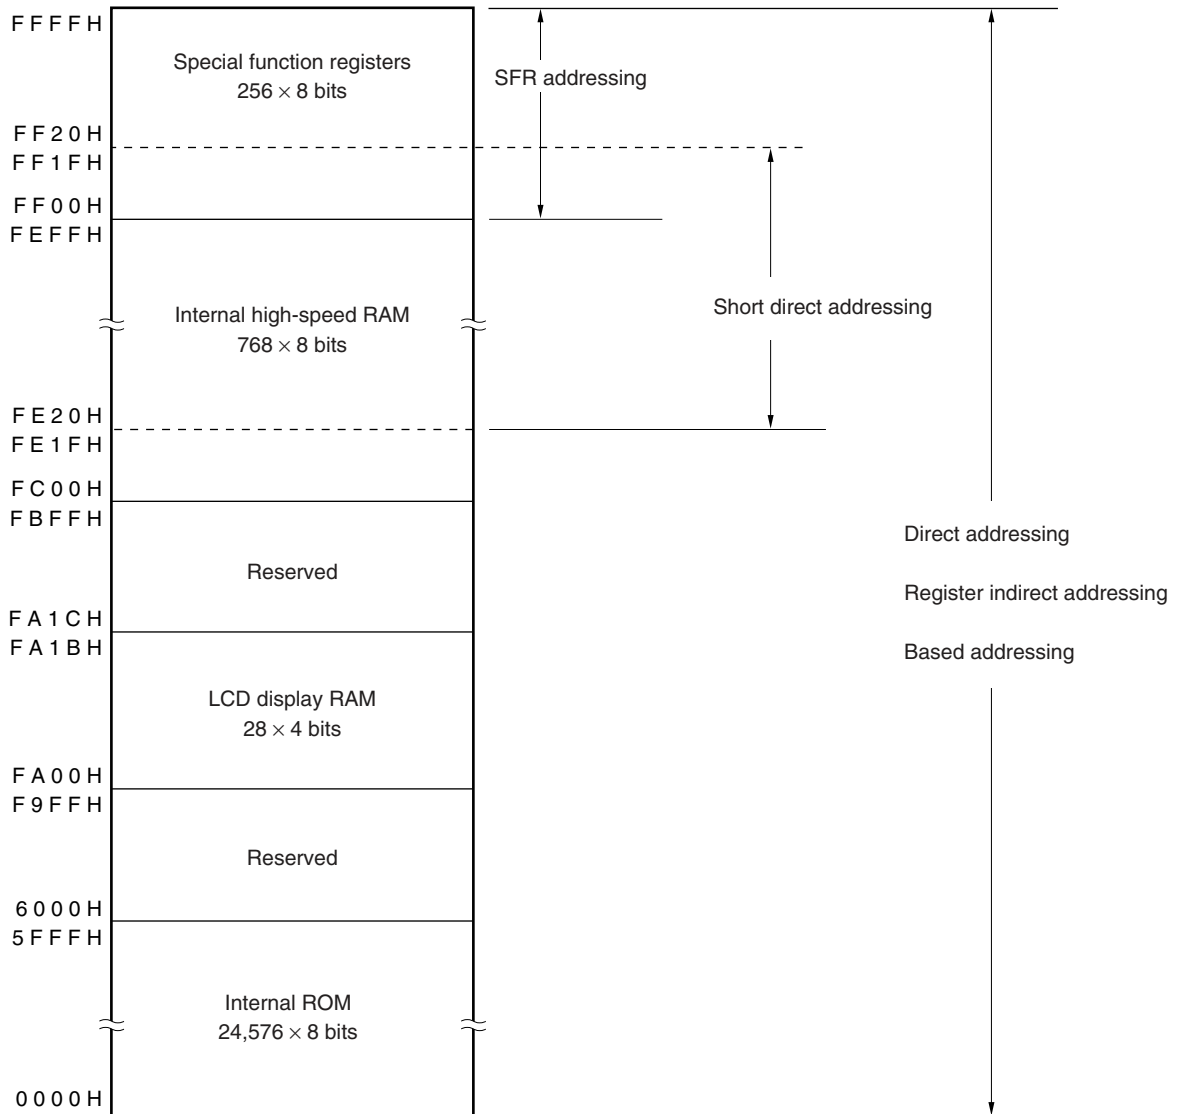 FFFFH
Special function registers
256 × 8 bits
SFR addressing
FF20H
FF1FH
FF00H
FEFFH
Internal high-speed RAM
768 × 8 bits
Short direct addressing
FE20H
FE1FH
FC00H
FBFFH
Direct addressing
Reserved
Register indirect addressing
FA1CH
FA1BH
Based addressing
LCD display RAM
28 × 4 bits
FA00H
F9FFH
Reserved
6000H
5FFFH
Internal ROM
24,576 × 8 bits
0000H